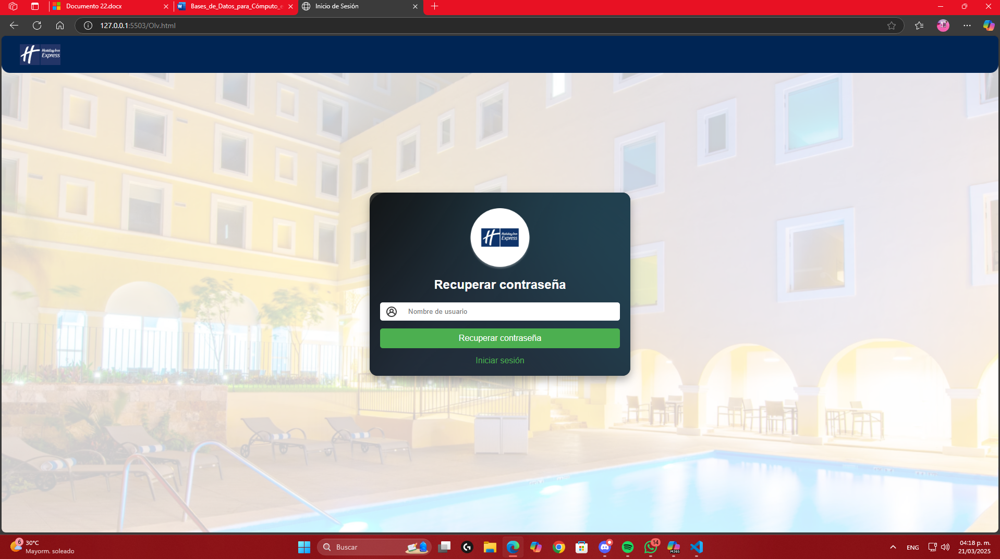 Documento 22.docx
Bases_de_Datos_para_Cómputo_e
Inicio de Sesión
127.0.0.1:5503/Olv.html
Holiday Inn
Express
Holiday Inn
Express
Recuperar contraseña
Nombre de usuario
Recuperar contraseña
Iniciar sesión
6
30°C
Mayorm. soleado
Buscar
14
M365
ENG
04:18 p. m.
21/03/2025